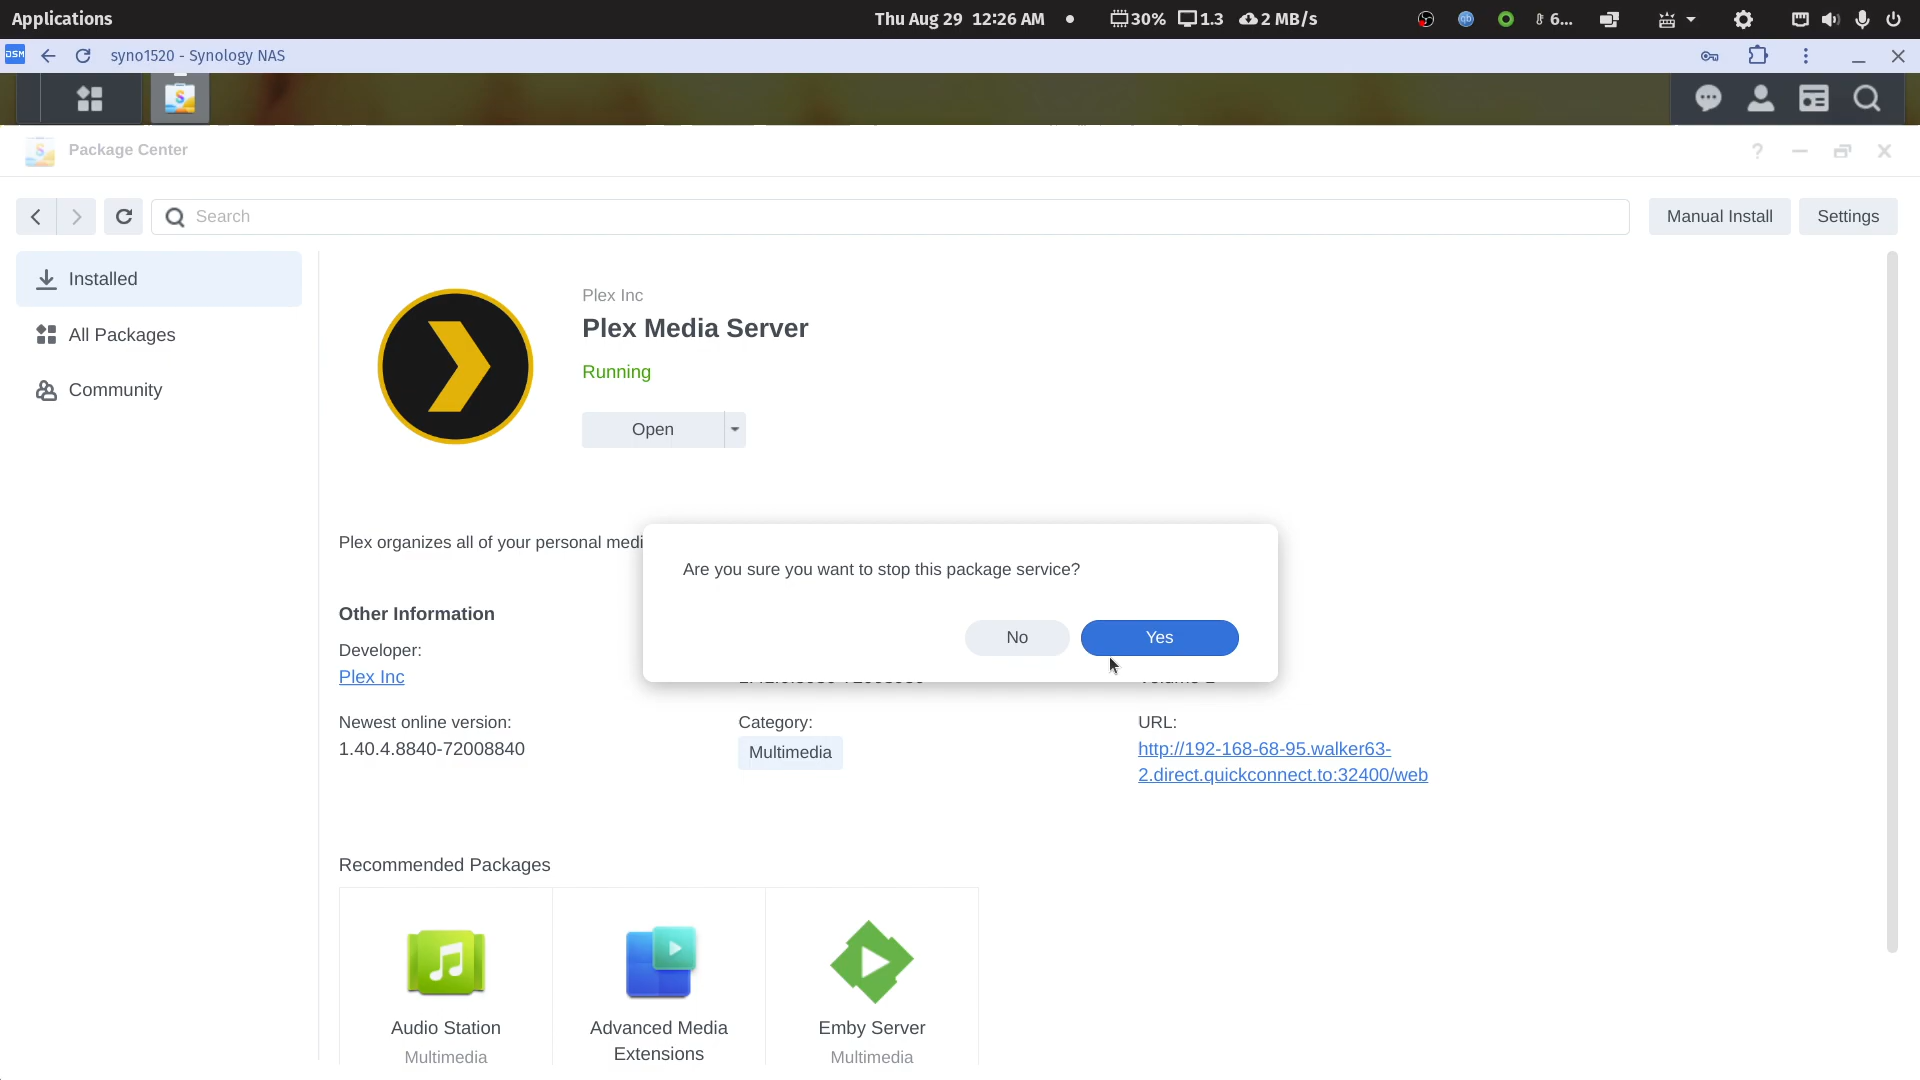 Applications
Thu Aug 29 12:26 AM
30%
1.3
2 MB/s
6...
DSM
syno1520 - Synology NAS
Package Center
Search
Manual Install
Settings
Installed
All Packages
Community
Plex Inc
Plex Media Server
Running
Open
Plex organizes all of your personal medi
Are you sure you want to stop this package service?
No
Yes
Other Information
Developer:
Plex Inc
Newest online version:
1.40.4.8840-72008840
Category:
Multimedia
URL:
http://192-168-68-95.walker63-
2.direct.quickconnect.to:32400/web
Recommended Packages
Audio Station
Multimedia
Advanced Media
Extensions
Emby Server
Multimedia